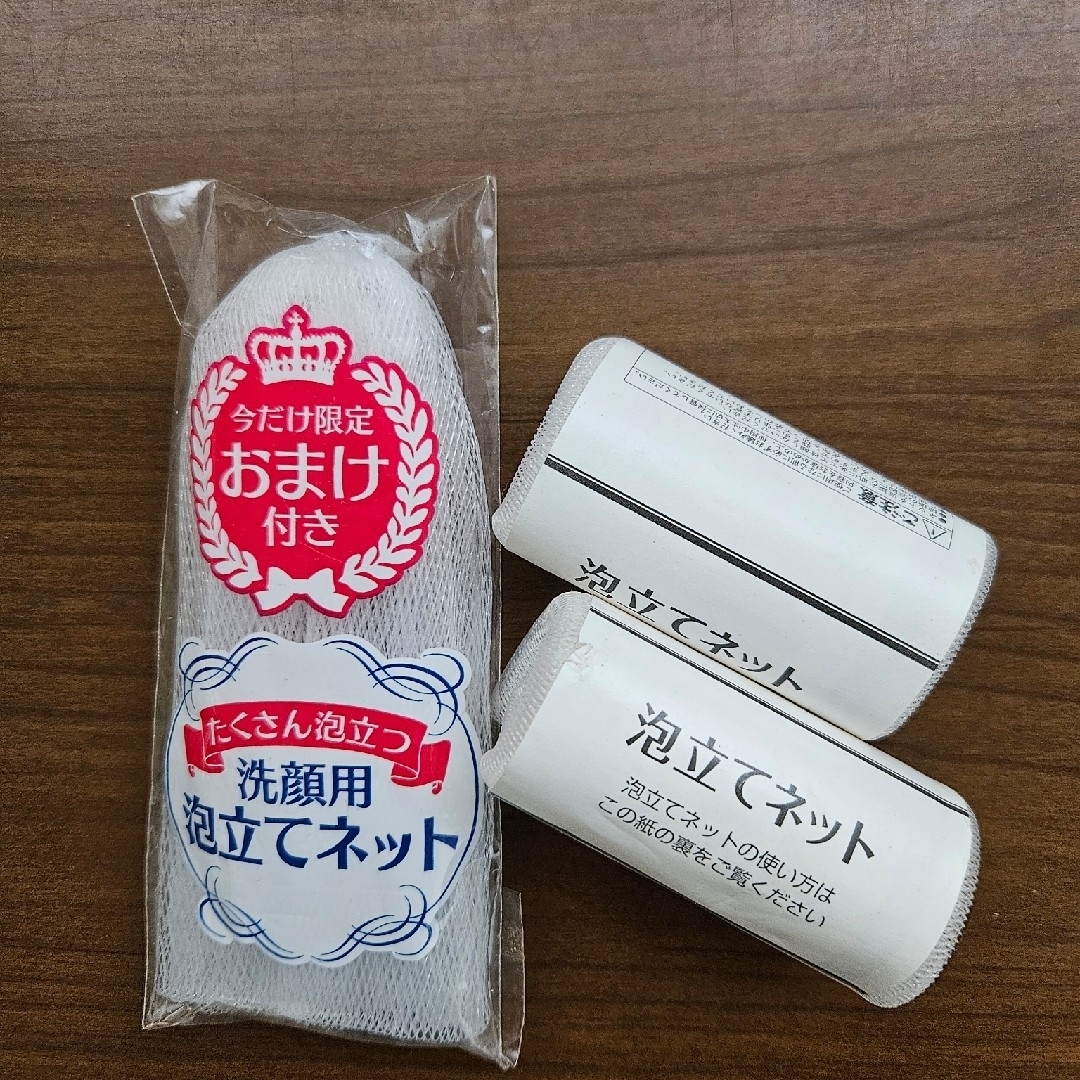 今だけ限定
おまけ
付き
たくさん泡立つ
洗顔用
泡立てネット
ご注意
泡立てネット
泡立てネット
泡立てネットの使い方は
この紙の裏をご覧ください